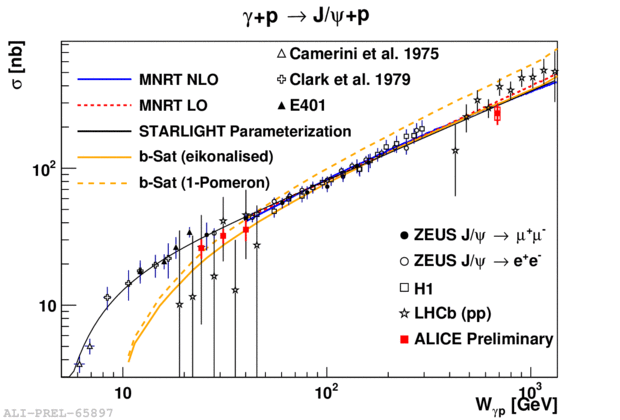 γ+p → J/ψ+p
σ [nb]
MNRT NLO
MNRT LO
STARLIGHT Parameterization
b-Sat (eikonalised)
b-Sat (1-Pomeron)
Camerini et al. 1975
Clark et al. 1979
E401
10²
10
ZEUS J/ψ → μ⁺μ⁻
ZEUS J/ψ → e⁺e⁻
H1
LHCb (pp)
ALICE Preliminary
10
10²
10³
Wγp [GeV]
ALI-PREL-65897